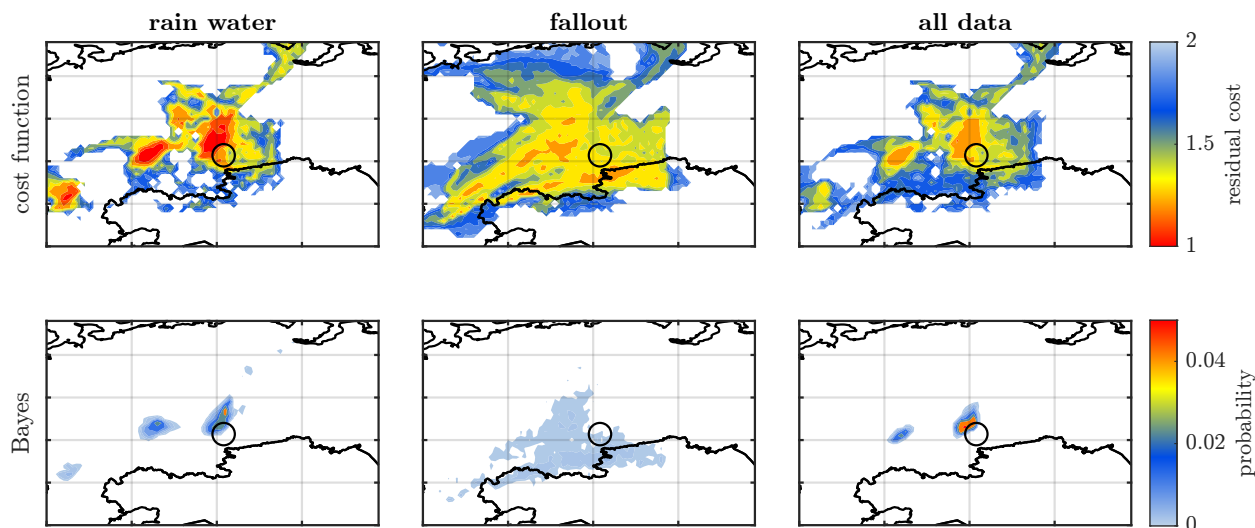 rain water
fallout
all data
cost function
2
1.5
1
residual cost
Bayes
0.04
0.02
0
probability